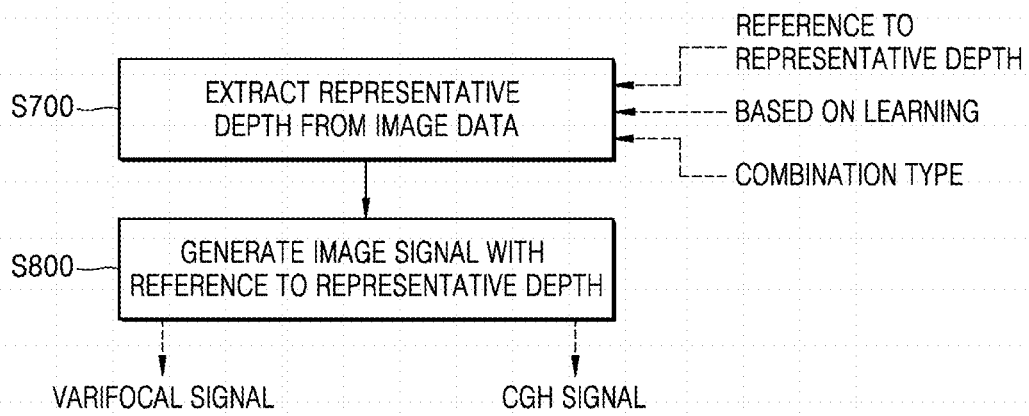 REFERENCE TO
REPRESENTATIVE DEPTH
S700
EXTRACT REPRESENTATIVE
DEPTH FROM IMAGE DATA
BASED ON LEARNING
COMBINATION TYPE
S800
GENERATE IMAGE SIGNAL WITH
REFERENCE TO REPRESENTATIVE DEPTH
VARIFOCAL SIGNAL
CGH SIGNAL